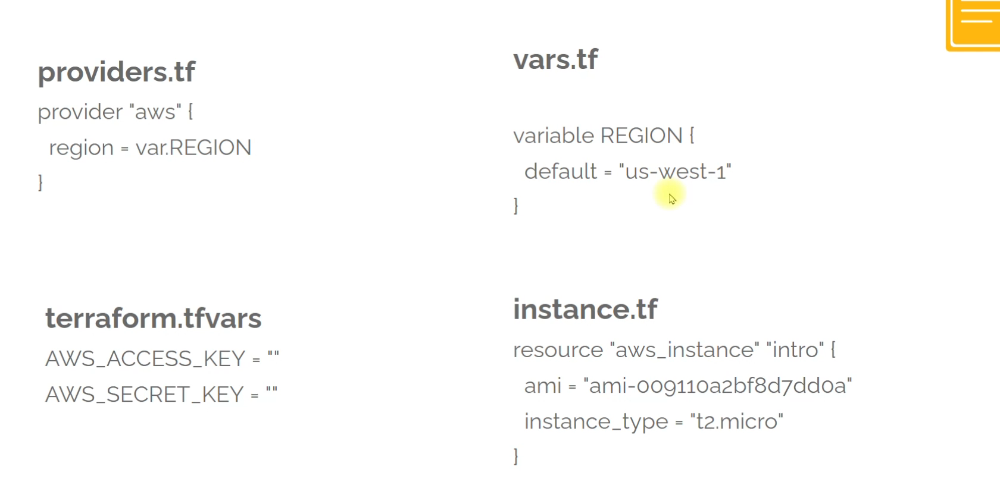 providers.tf
provider "aws" {
region = var.REGION
}
vars.tf
variable REGION {
default = "us-west-1"
}
terraform.tfvars
AWS_ACCESS_KEY = ""
AWS_SECRET_KEY = ""
instance.tf
resource "aws_instance" "intro" {
ami = "ami-009110a2bf8d7dd0a"
instance_type = "t2.micro"
}